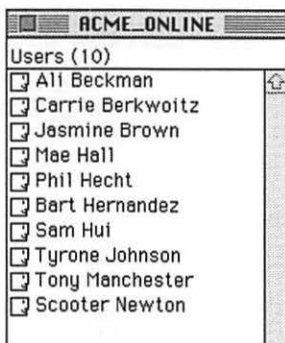 ACME_ONLINE
Users (10)
Ali Beckman
Carrie Berkwoitz
Jasmine Brown
Mae Hall
Phil Hecht
Bart Hernandez
Sam Hui
Tyrone Johnson
Tony Manchester
Scooter Newton